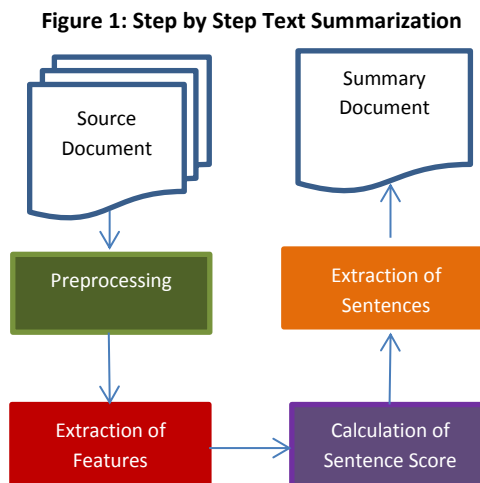 Figure 1: Step by Step Text Summarization
Source
Document
Summary
Document
Preprocessing
Extraction of
Sentences
Extraction of
Features
Calculation of
Sentence Score